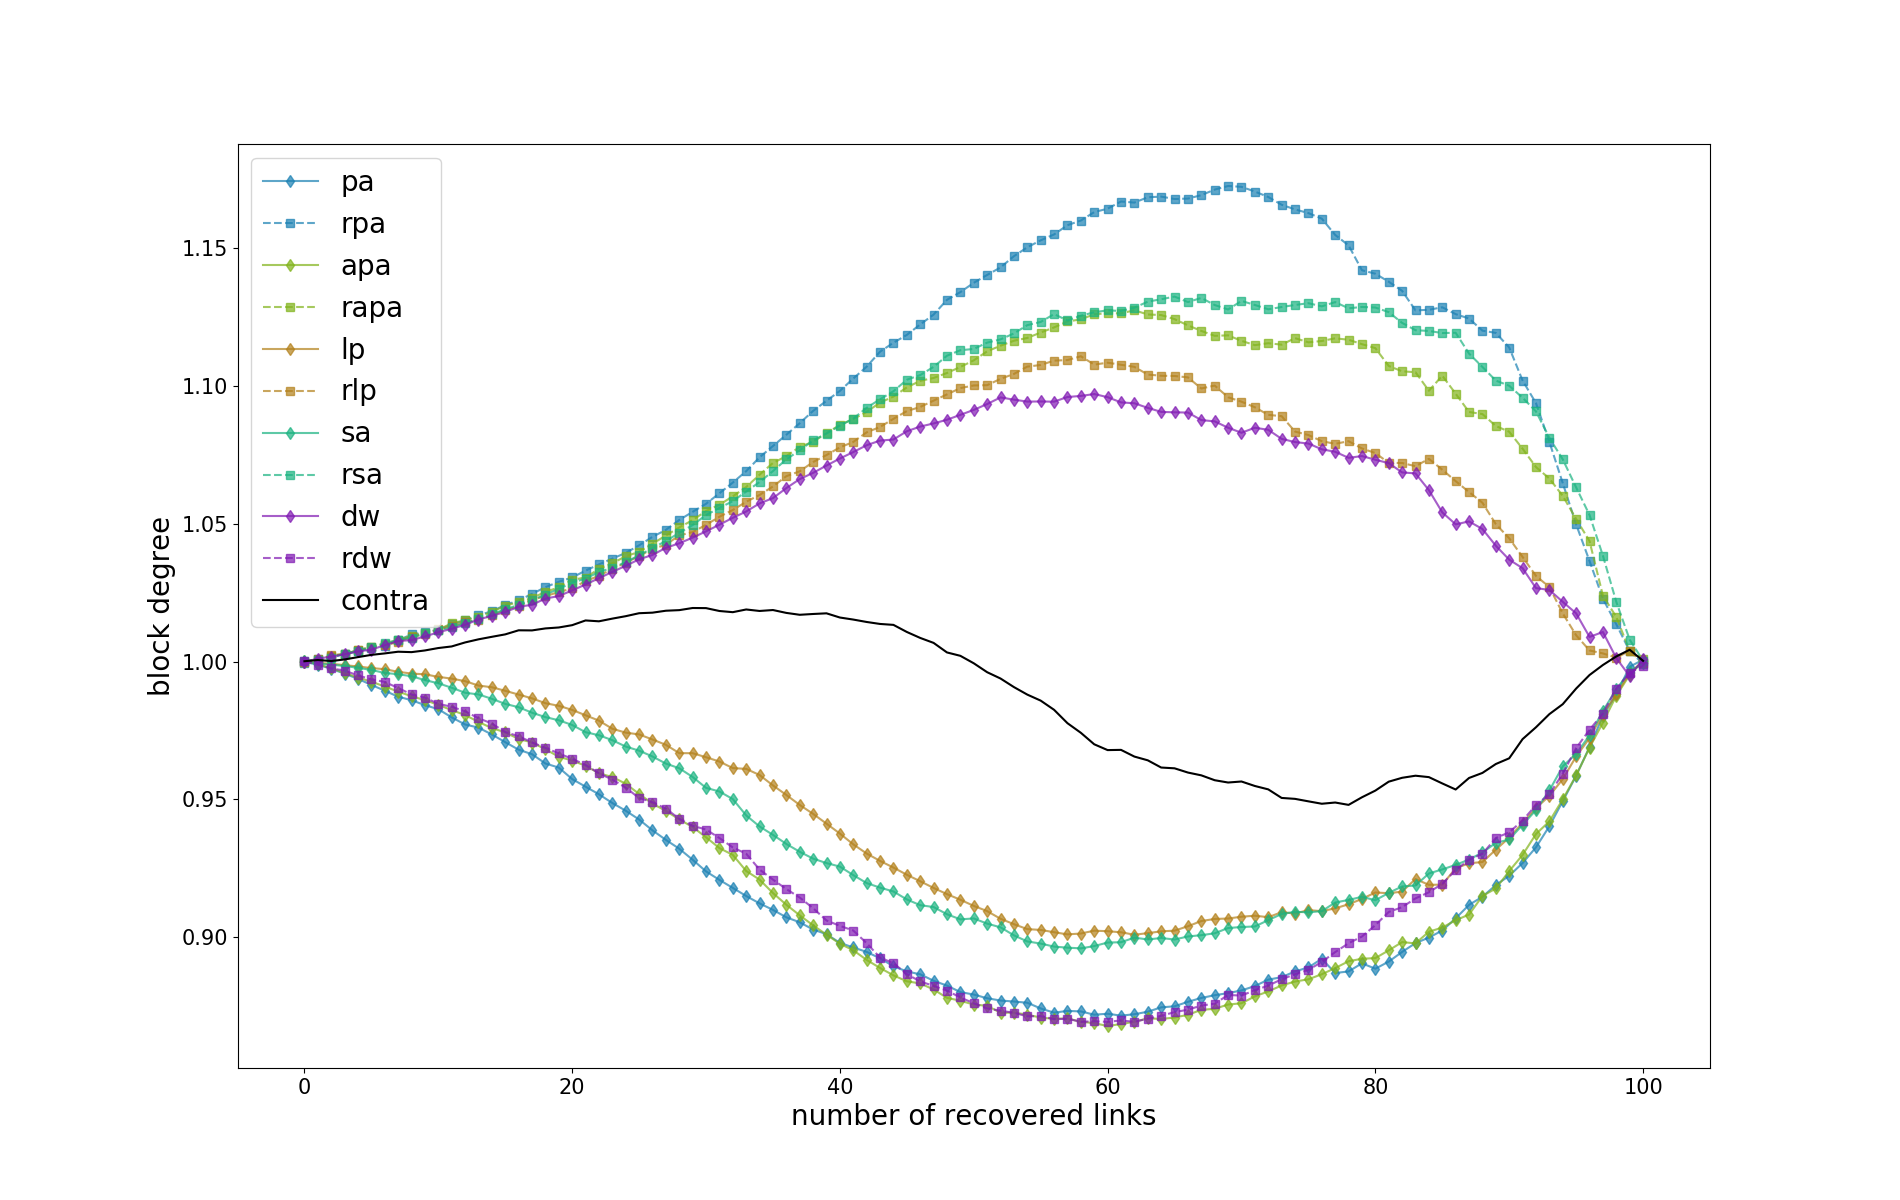 pa
rpa
apa
rapa
lp
rlp
sa
rsa
dw
rdw
contra
block degree
1.15
1.10
1.05
1.00
0.95
0.90
0 20 40 60 80 100
number of recovered links